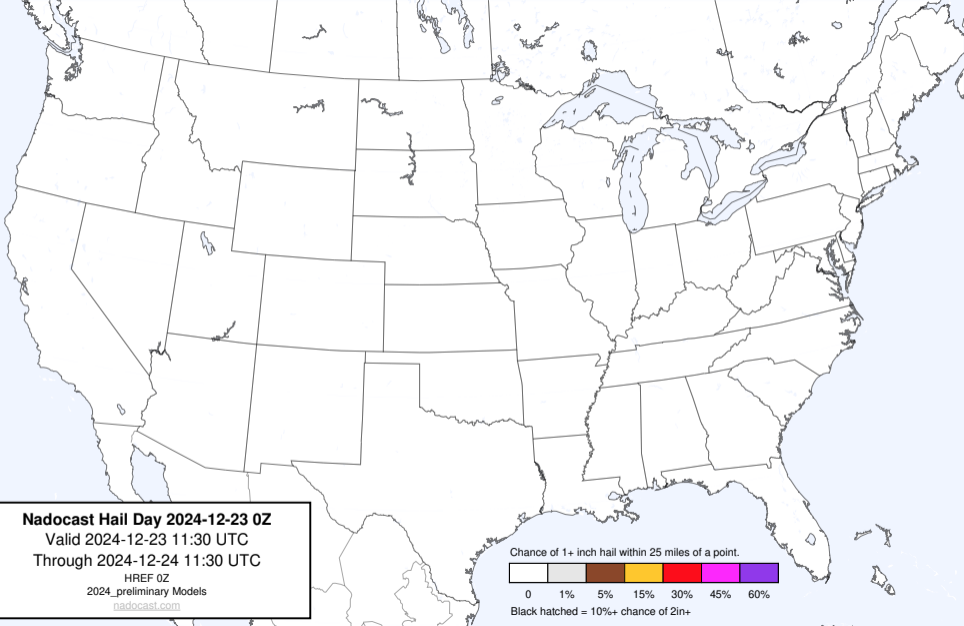 Nadocast Hail Day 2024-12-23 0Z
Valid 2024-12-23 11:30 UTC
Through 2024-12-24 11:30 UTC
HREF 0Z
2024_preliminary Models
nadocast.com
Chance of 1+ inch hail within 25 miles of a point.
0 1% 5% 15% 30% 45% 60%
Black hatched = 10%+ chance of 2in+